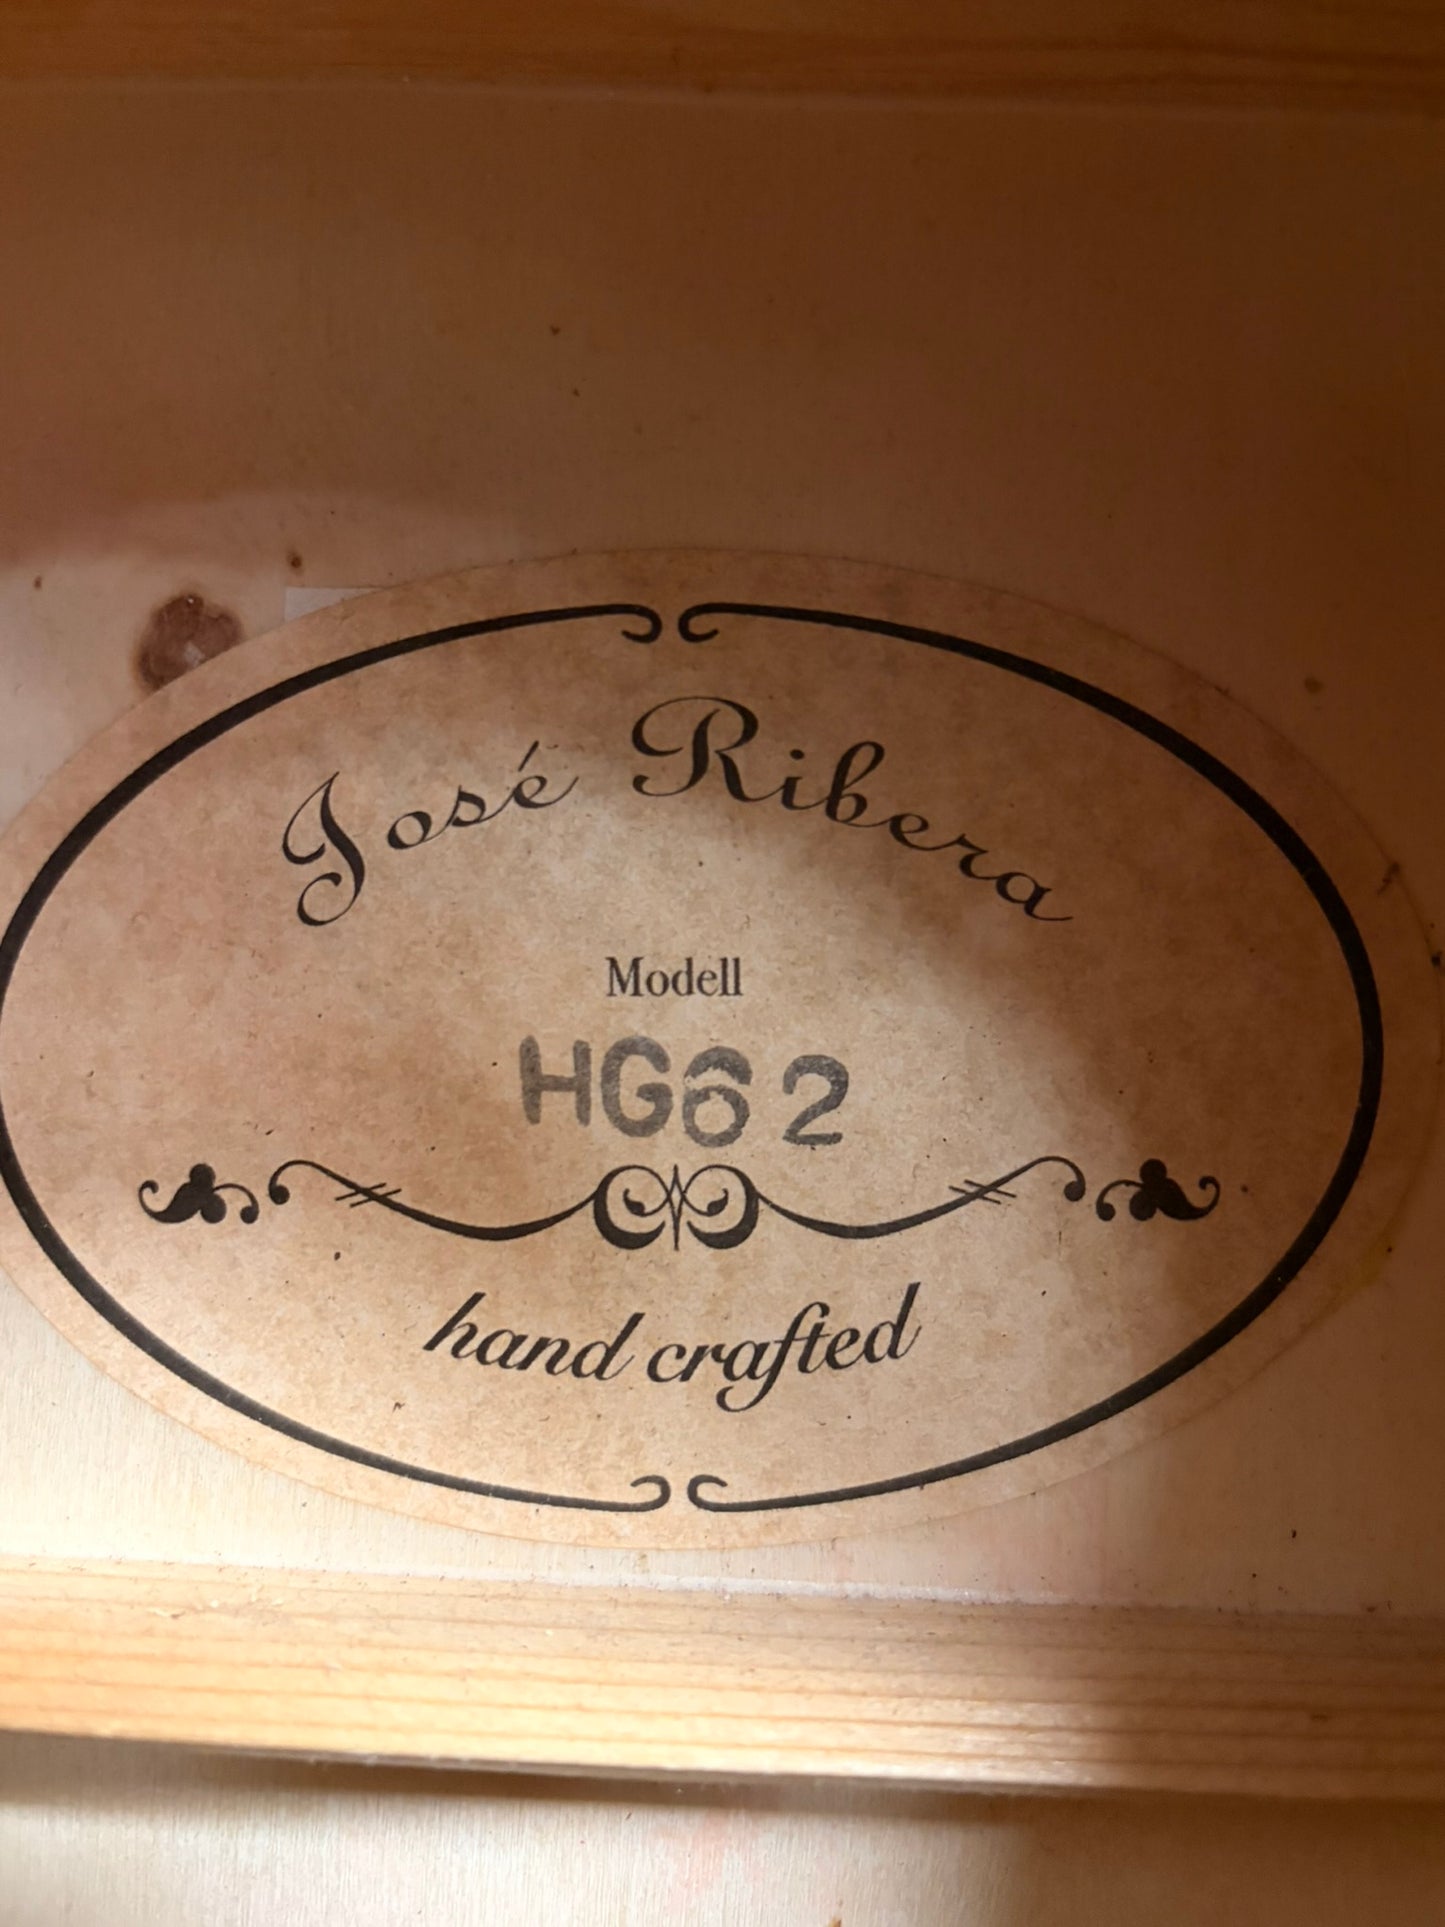 José Ribera
Modell
HG62
hand crafted